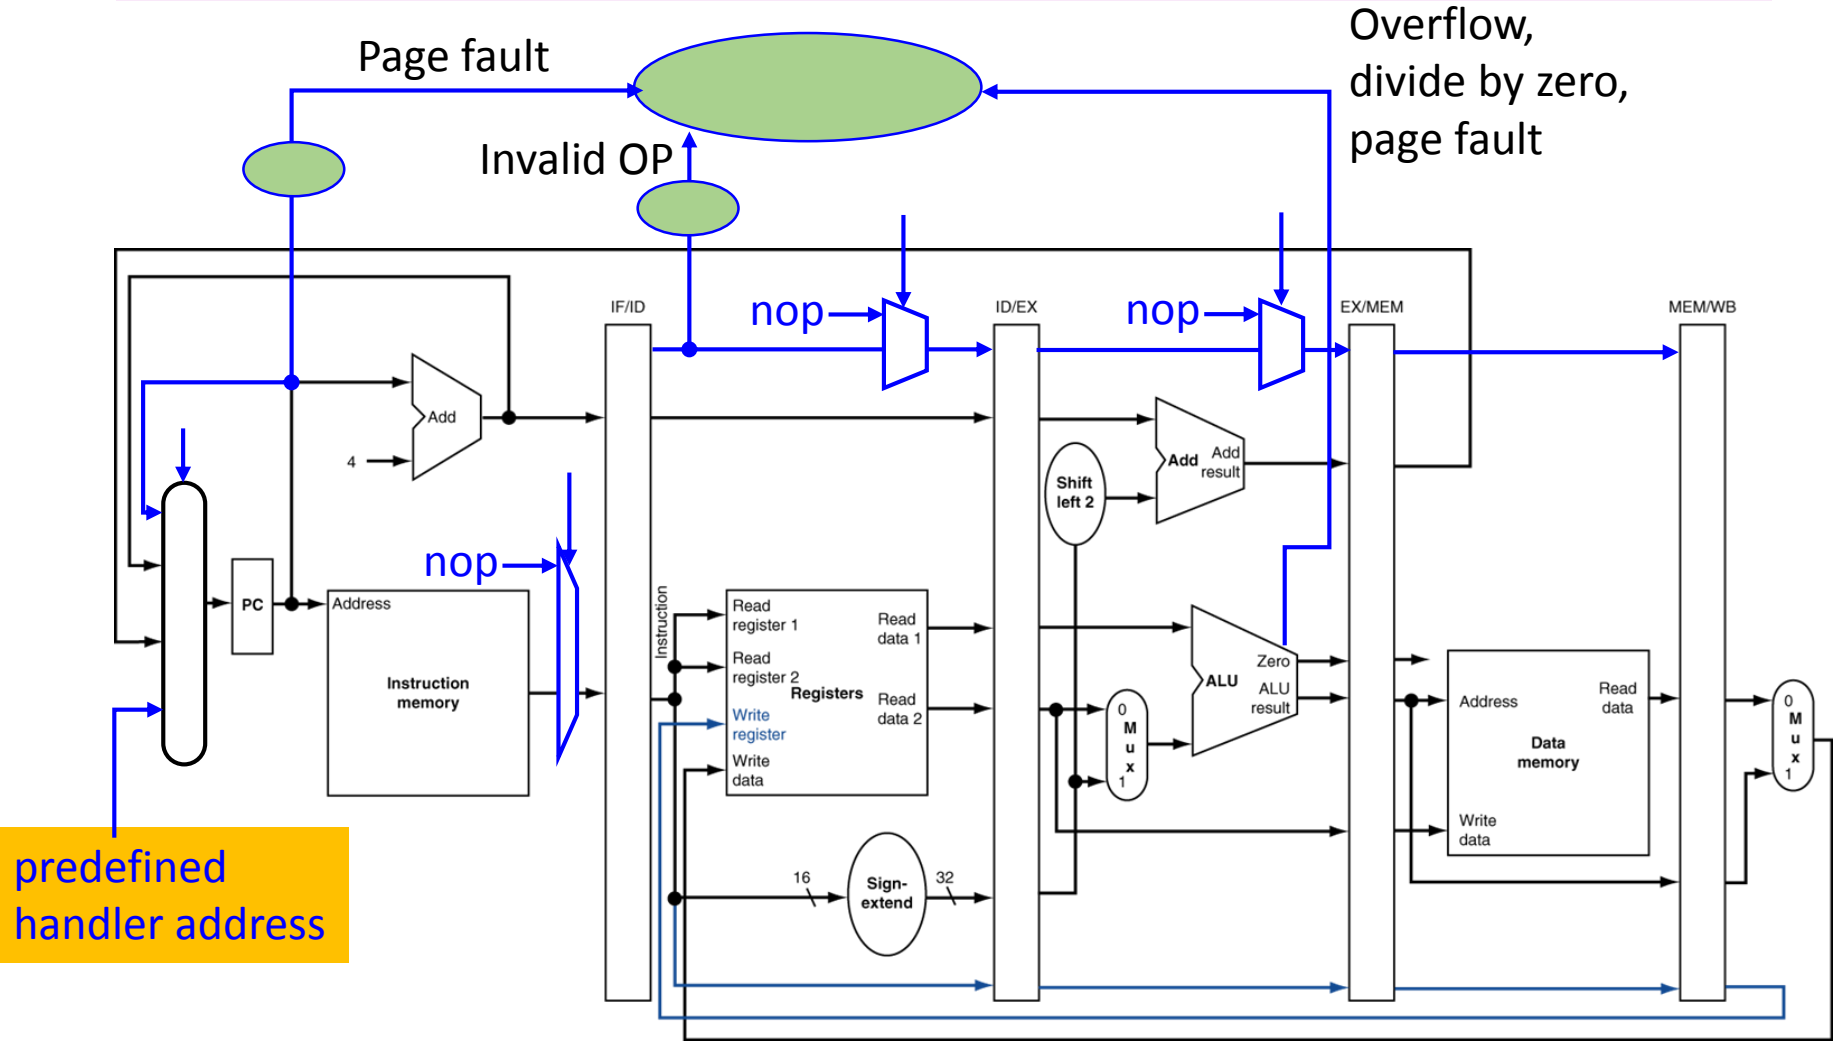 Page fault
Overflow,
divide by zero,
page fault
Invalid OP
IF/ID
nop
ID/EX
nop
EX/MEM
MEM/WB
Add
4
Add
Add
result
Shift
left 2
nop
PC
Address
Instruction
memory
Instruction
Read
register 1
Read
register 2
Write
register
Write
data
Registers
Read
data 1
Read
data 2
0
M
u
x
1
Zero
ALU
ALU
result
Address
Read
data
Data
memory
Write
data
0
M
u
x
1
16
Sign-
extend
32
predefined
handler address